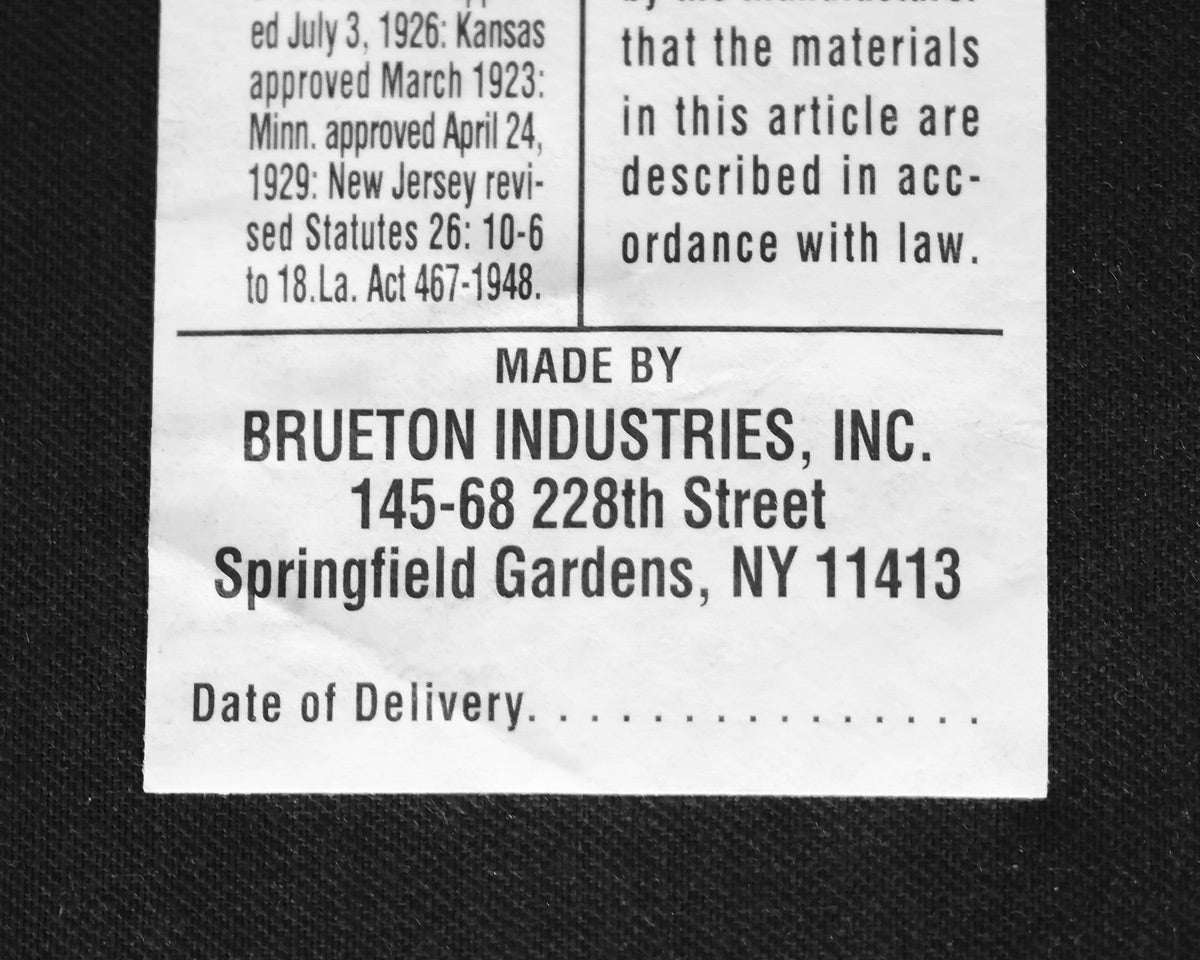 ed July 3, 1926: Kansas
approved March 1923:
Minn. approved April 24,
1929: New Jersey revi-
sed Statutes 26: 10-6
to 18.La. Act 467-1948.
that the materials
in this article are
described in acc-
ordance with law.
MADE BY
BRUETON INDUSTRIES, INC.
145-68 228th Street
Springfield Gardens, NY 11413
Date of Delivery. . . . . . . . . . . . . . .